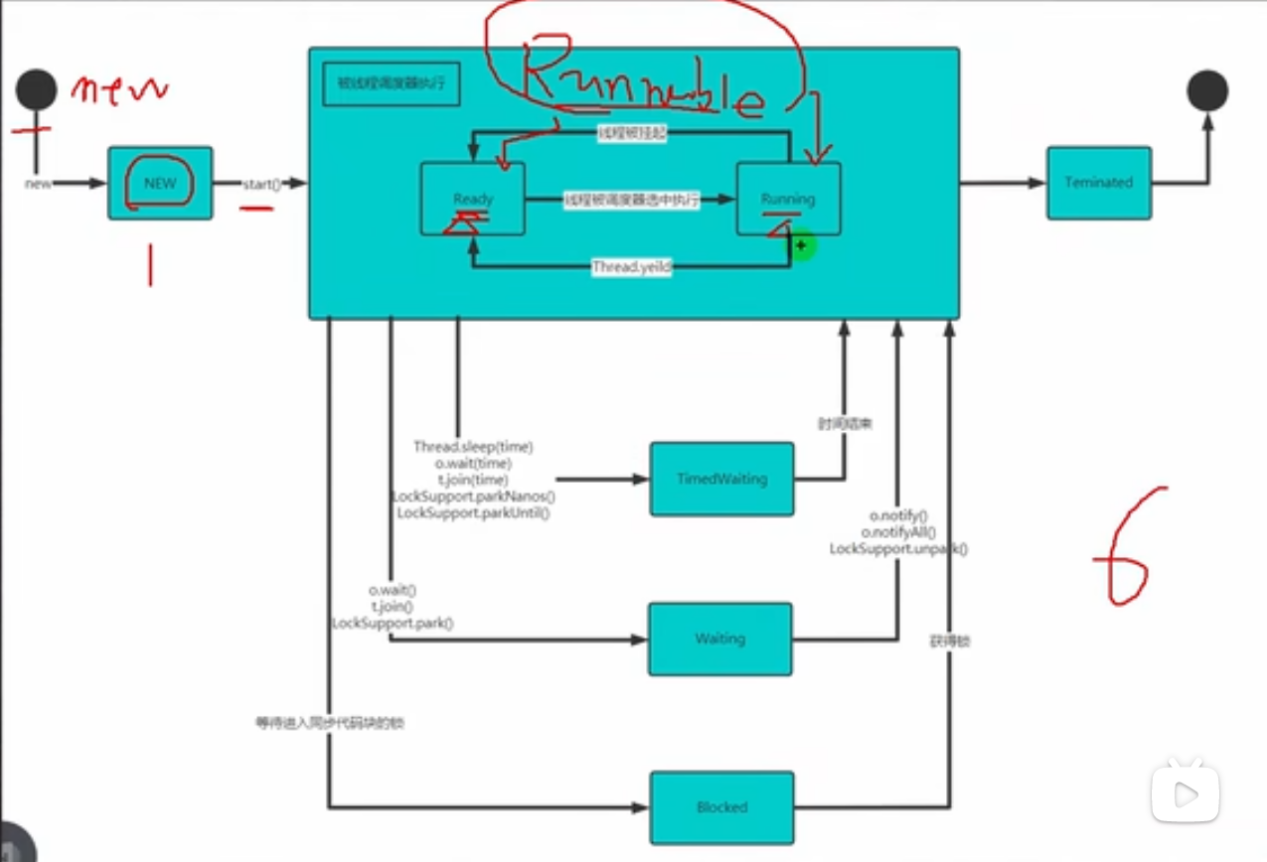 new
Runnable
被线程调度器执行
线程被挂起
new
NEW
start()
Ready
线程被调度器选中执行
Running
Teminated
Thread.yeild
1
Thread.sleep(time)
o.wait(time)
t.join(time)
LockSupport.parkNanos()
LockSupport.parkUntil()
TimedWaiting
时间结束
o.notify()
o.notifyAll()
LockSupport.unpark()
6
o.wait()
t.join()
LockSupport.park()
Waiting
获得锁
等待进入同步代码块的锁
Blocked